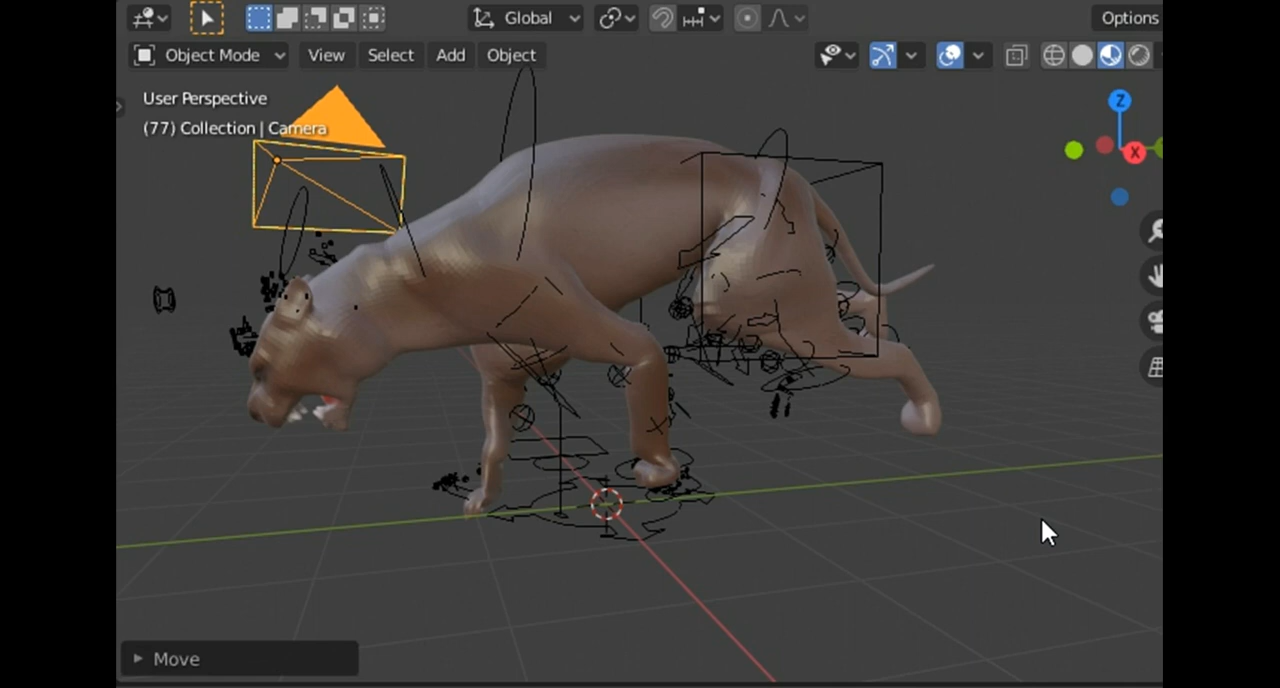 Global
Options
Object Mode
View
Select
Add
Object
User Perspective
(77) Collection | Camera
Z
X
Move